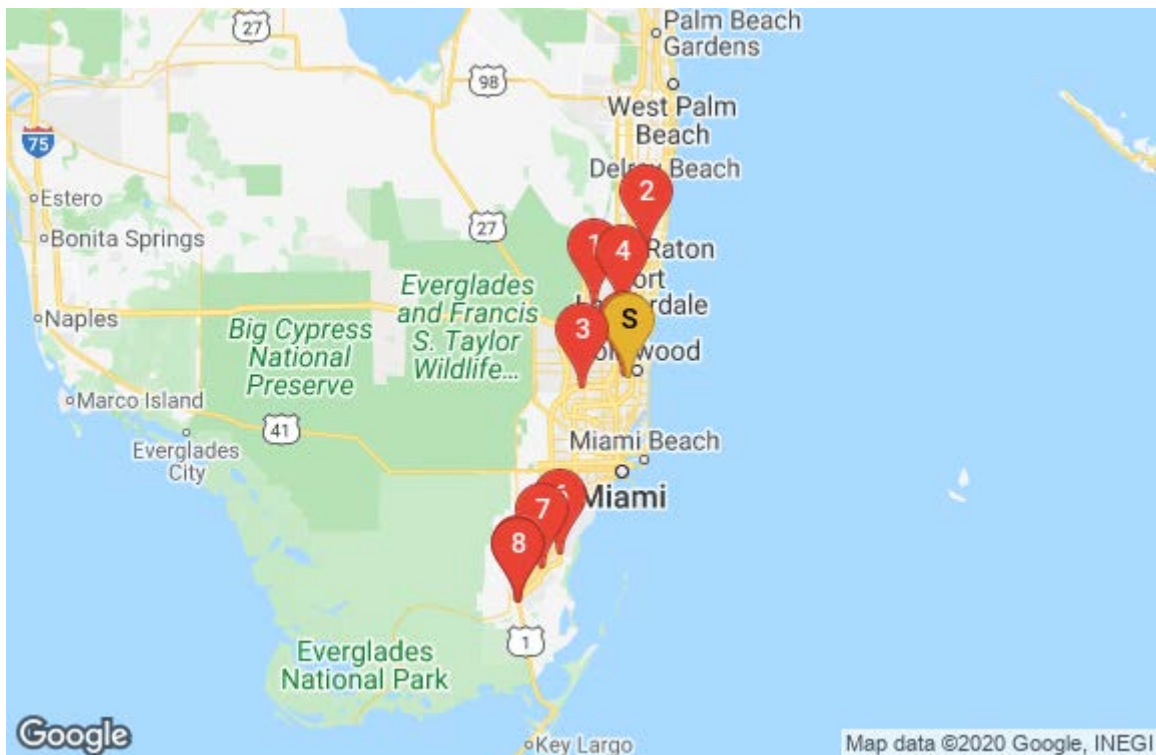 27
Palm Beach
Gardens
98
West Palm
Beach
75
Delray Beach
2
Estero
27
1
4
Raton
Bonita Springs
Everglades
and Francis
S. Taylor
Wildlife...
S
3
Naples
Big Cypress
National
Preserve
Marco Island
41
Everglades
City
Miami Beach
Miami
7
8
1
Everglades
National Park
Key Largo
Google
Map data ©2020 Google, INEGI